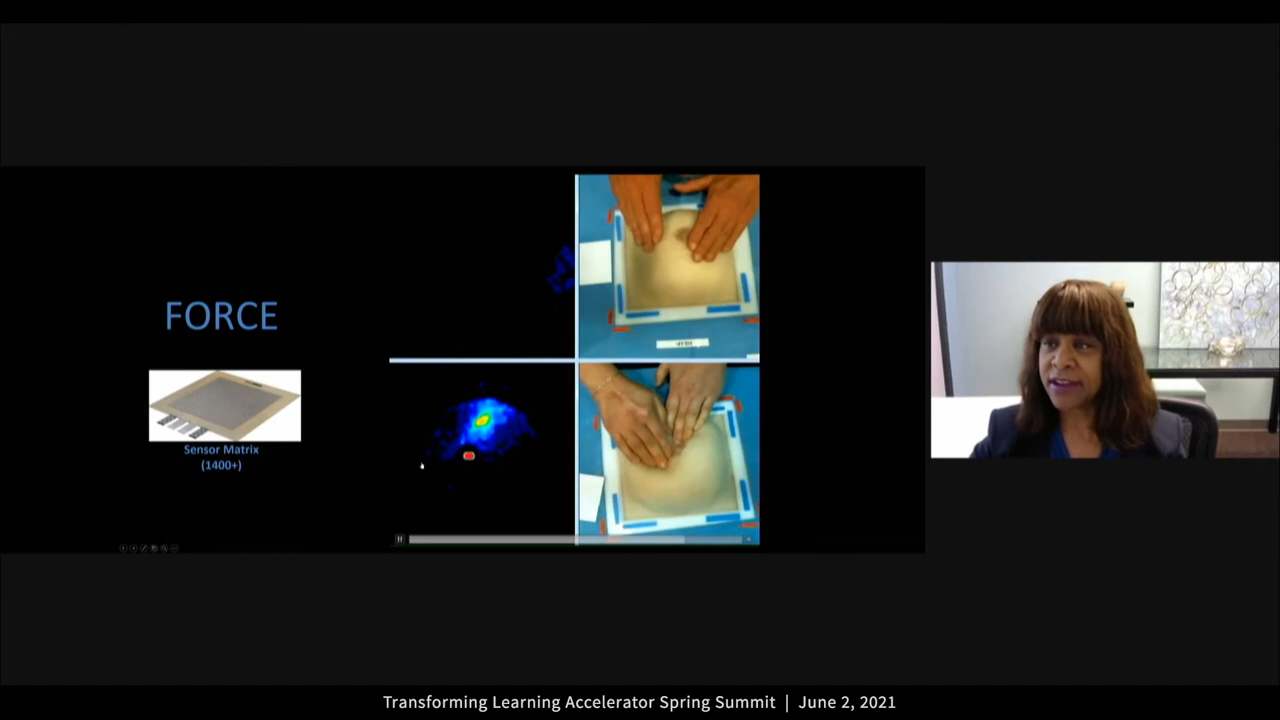 FORCE
Sensor Matrix
(1400+)
Transforming Learning Accelerator Spring Summit | June 2, 2021